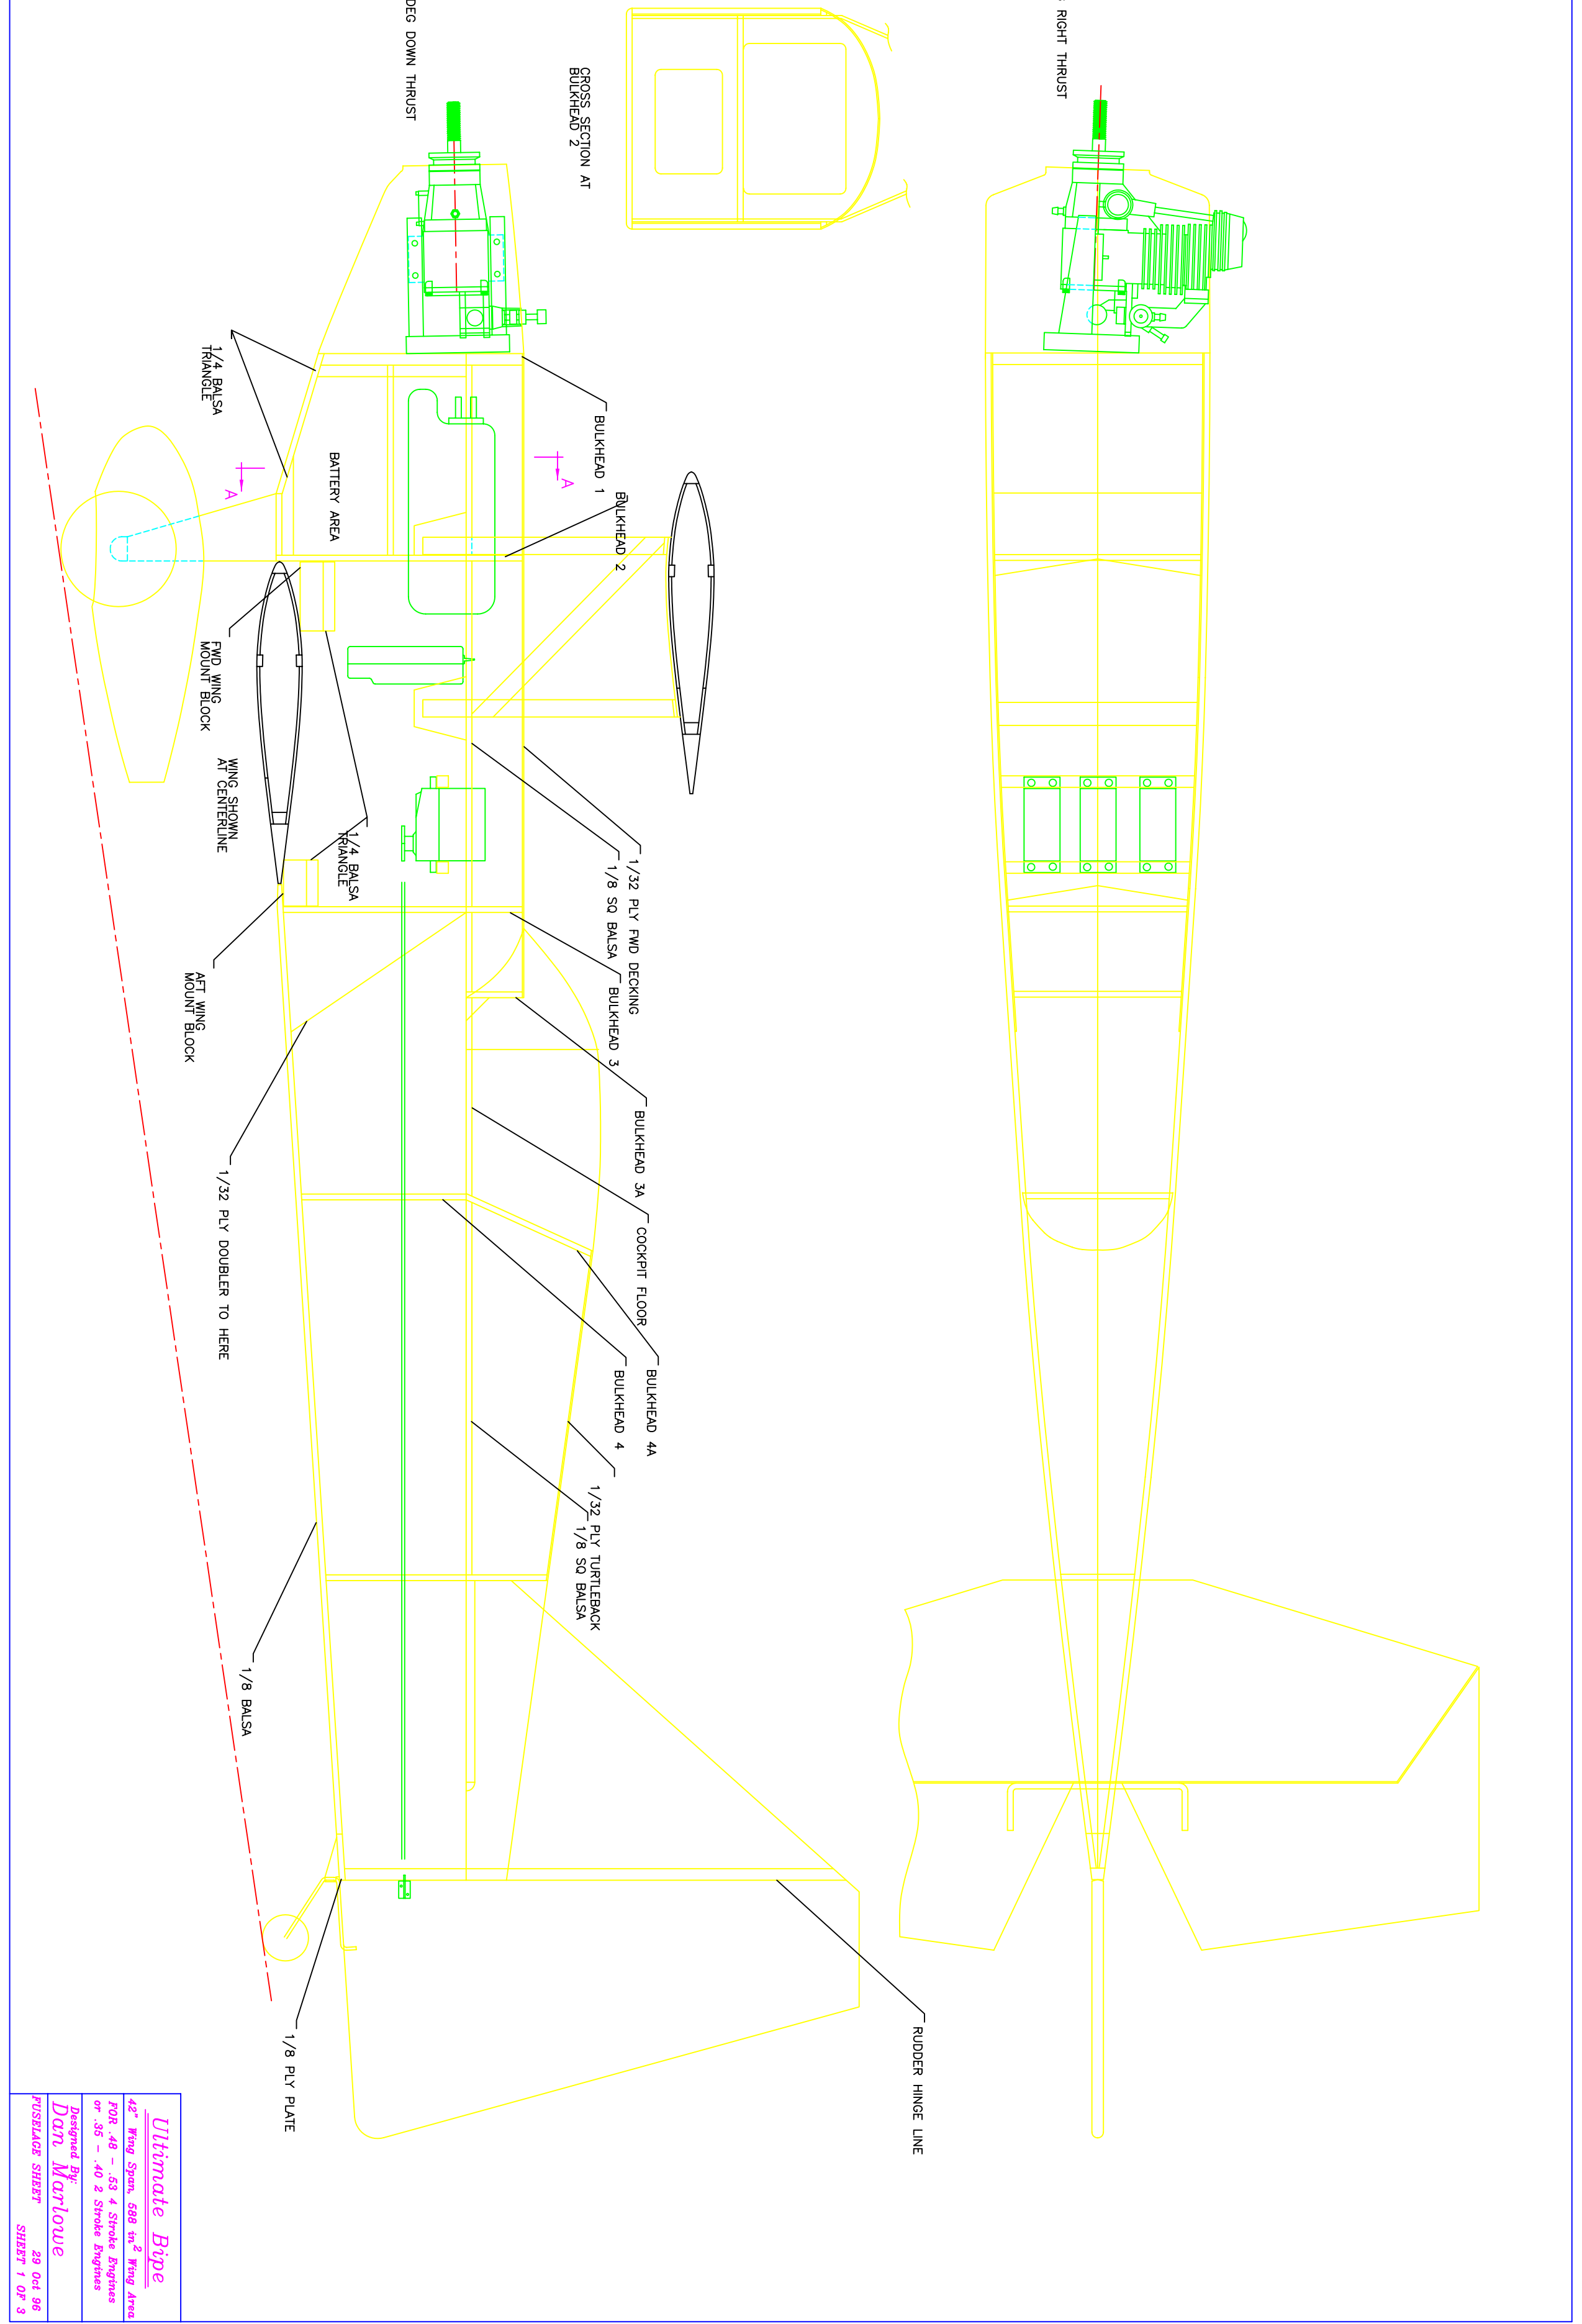 RIGHT THRUST
DEG DOWN THRUST
CROSS SECTION AT
BULKHEAD 2
BULKHEAD 1
BULKHEAD 2
A
A
BATTERY AREA
1/4 BALSA
TRIANGLE
FWD WING
MOUNT BLOCK
WING SHOWN
AT CENTERLINE
1/4 BALSA
TRIANGLE
AFT WING
MOUNT BLOCK
1/32 PLY FWD DECKING
1/8 SQ BALSA
BULKHEAD 3
BULKHEAD 3A
COCKPIT FLOOR
BULKHEAD 4A
BULKHEAD 4
1/32 PLY TURTLEBACK
1/8 SQ BALSA
1/32 PLY DOUBLER TO HERE
1/8 BALSA
1/8 PLY PLATE
RUDDER HINGE LINE
Ultimate Bipe
42" Wing Span, 588 in² Wing Area
FOR .48 - .53 4 Stroke Engines
or .35 - .40 2 Stroke Engines
Designed By:
Dan Marlowe
FUSELAGE SHEET 29 Oct 96
SHEET 1 OF 3